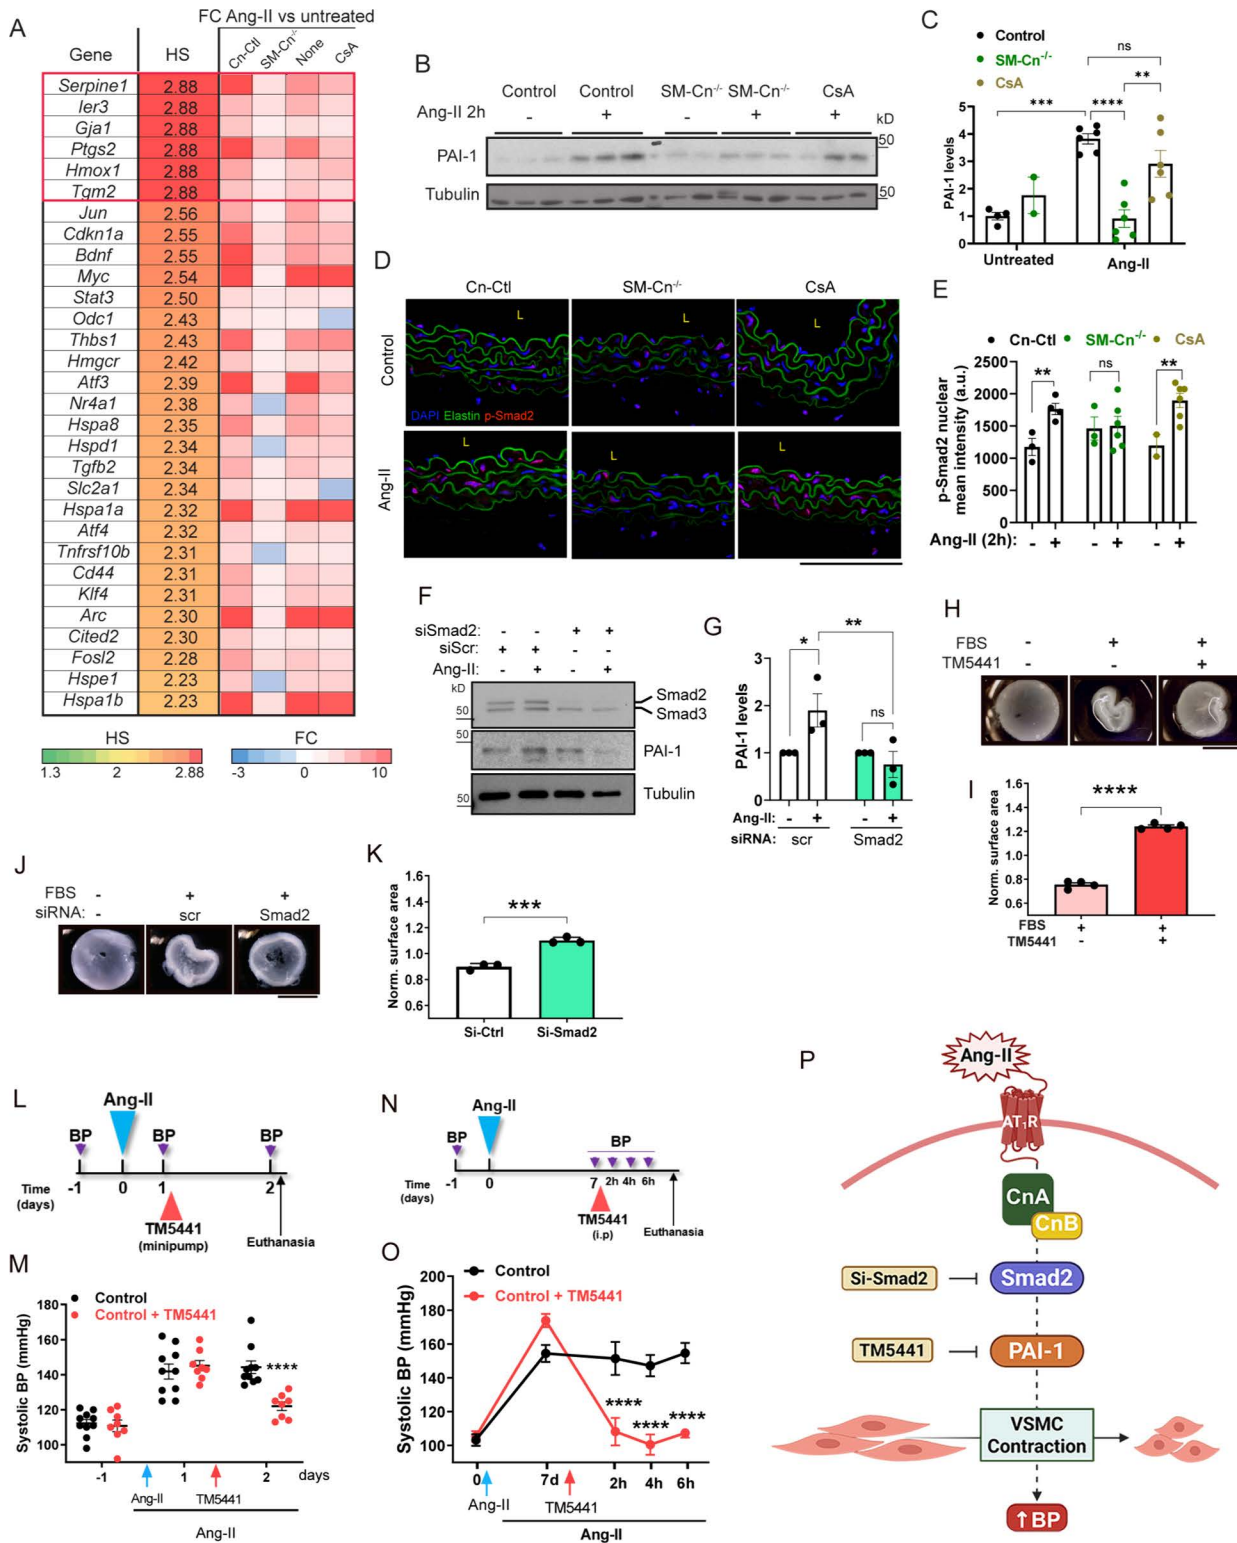 A
FC Ang-II vs untreated
Gene HS Cn-Ctl SM-Cn⁻/⁻ None CsA
Serpine1 2.88
Ier3 2.88
Gja1 2.88
Ptgs2 2.88
Hmox1 2.88
Tgm2 2.88
Jun 2.56
Cdkn1a 2.55
Bdnf 2.55
Myc 2.54
Stat3 2.50
Odc1 2.43
Thbs1 2.43
Hmgcr 2.42
Atf3 2.39
Nr4a1 2.38
Hspa8 2.35
Hspd1 2.34
Tgfb2 2.34
Slc2a1 2.34
Hspa1a 2.32
Atf4 2.32
Tnfrsf10b 2.31
Cd44 2.31
Klf4 2.31
Arc 2.30
Cited2 2.30
Fosl2 2.28
Hspe1 2.23
Hspa1b 2.23
HS FC
1.3 2 2.88 -3 0 10
B
Control Control SM-Cn⁻/⁻ SM-Cn⁻/⁻ CsA
Ang-II 2h - + - + + kD
PAI-1 50
Tubulin 50
C
Control
SM-Cn⁻/⁻
CsA
ns
**
*** ****
PAI-1 levels
5
4
3
2
1
0
Untreated Ang-II
D
Cn-Ctl SM-Cn⁻/⁻ CsA
L L L
Control
DAPI Elastin p-Smad2
L L L
Ang-II
E
Cn-Ctl SM-Cn⁻/⁻ CsA
** ns **
p-Smad2 nuclear
mean intensity (a.u.)
2500
2000
1500
1000
500
0
Ang-II (2h): - + - + - +
F
siSmad2: - - + +
siScr: + + - -
Ang-II: - + - +
kD
50
Smad2
Smad3
50
PAI-1
50
Tubulin
G
**
*
ns
PAI-1 levels
3
2
1
0
Ang-II: - + - +
siRNA: scr Smad2
H
FBS - + +
TM5441 - - +
I
****
Norm. surface area
1.6
1.4
1.2
1.0
0.8
0.6
FBS + +
TM5441 - +
J
FBS - + +
siRNA: - scr Smad2
K
***
Norm. surface area
1.6
1.4
1.2
1.0
0.8
0.6
Si-Ctrl Si-Smad2
L
Ang-II
BP BP BP
Time
(days)
-1 0 1 2
TM5441
(minipump)
Euthanasia
M
Control
Control + TM5441
Systolic BP (mmHg)
180
160
140
120
100
****
-1 1 2 days
Ang-II TM5441
Ang-II
N
Ang-II
BP BP
Time
(days)
-1 0 7 2h 4h 6h
TM5441
(i.p)
Euthanasia
O
Control
Control + TM5441
Systolic BP (mmHg)
200
180
160
140
120
100
**** **** ****
0 7d 2h 4h 6h
Ang-II TM5441
Ang-II
P
Ang-II
AT₁R
CnA
CnB
Si-Smad2 Smad2
TM5441 PAI-1
VSMC
Contraction
↑BP